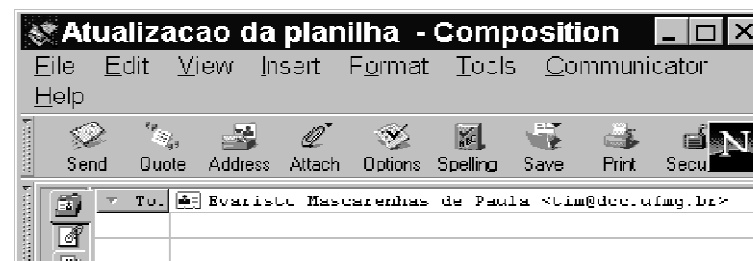 Atualizacao da planilha - Composition
File Edit View Insert Format Tools Communicator
Help
Send Quote Address Attach Options Spelling Save Print Secu N
To: Evaristo Mascarenhas de Paula <tim@dcc.ufmg.br>